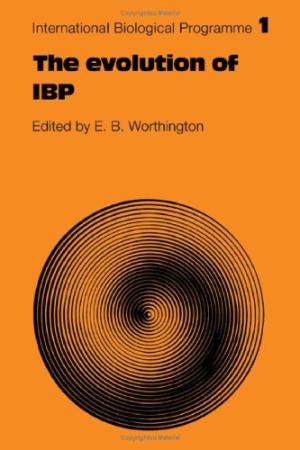 International Biological Programme 1
The evolution of
IBP
Edited by E. B. Worthington